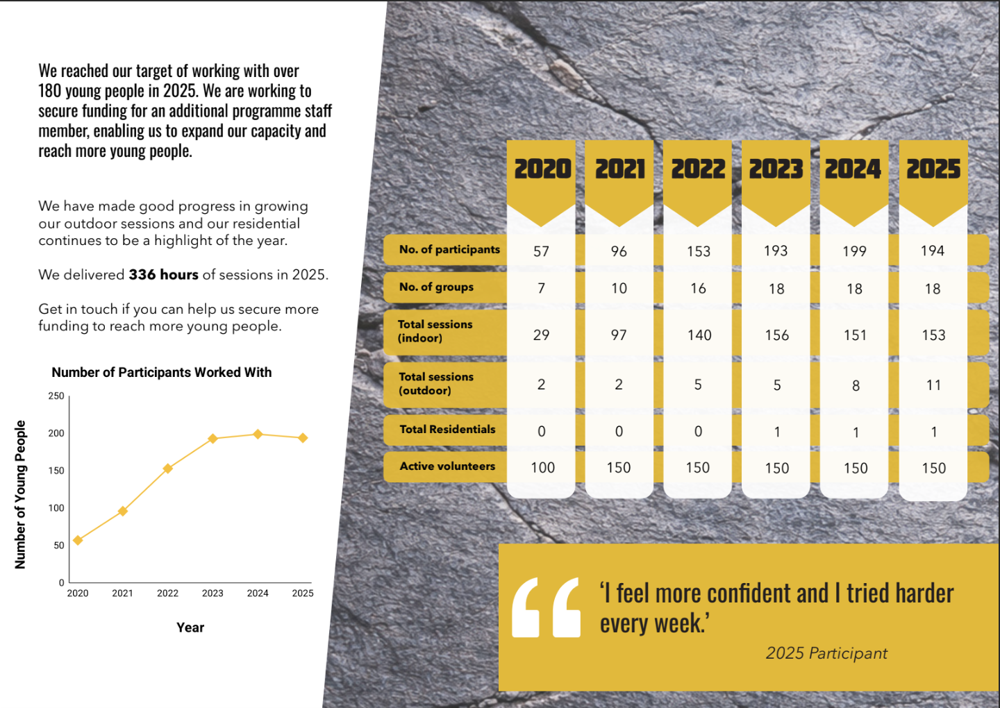 We reached our target of working with over
180 young people in 2025. We are working to
secure funding for an additional programme staff
member, enabling us to expand our capacity and
reach more young people.
We have made good progress in growing
our outdoor sessions and our residential
continues to be a highlight of the year.
We delivered 336 hours of sessions in 2025.
Get in touch if you can help us secure more
funding to reach more young people.
Number of Participants Worked With
Number of Young People
250
200
150
100
50
0
2020 2021 2022 2023 2024 2025
Year
2020 2021 2022 2023 2024 2025
No. of participants 57 96 153 193 199 194
No. of groups 7 10 16 18 18 18
Total sessions
(indoor) 29 97 140 156 151 153
Total sessions
(outdoor) 2 2 5 5 8 11
Total Residentials 0 0 0 1 1 1
Active volunteers 100 150 150 150 150 150
“
‘I feel more confident and I tried harder
every week.’
2025 Participant